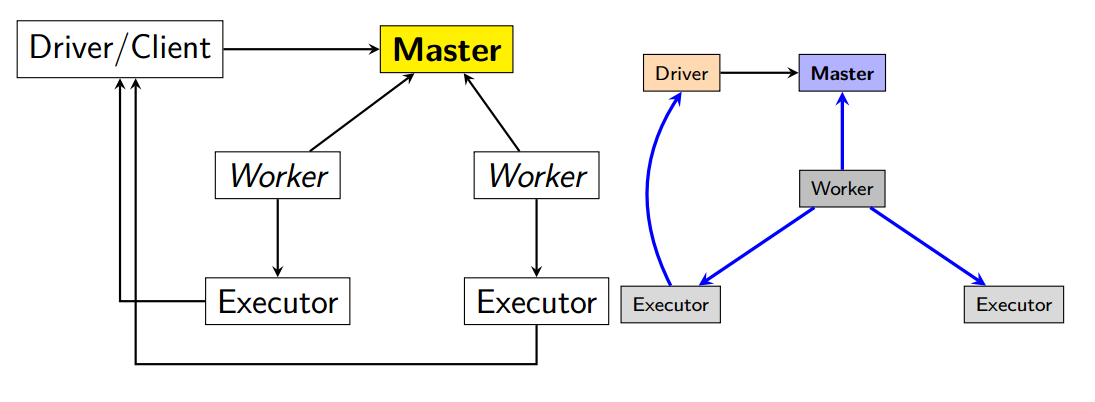 Driver/Client
Master
Worker
Worker
Executor
Executor
Driver
Master
Worker
Executor
Executor